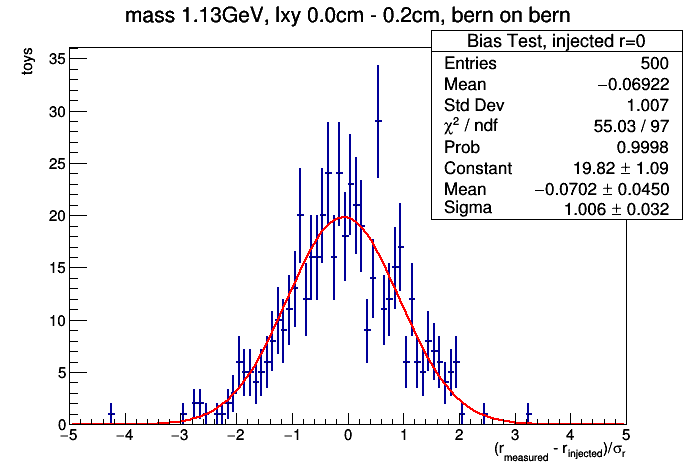 mass 1.13GeV, lxy 0.0cm - 0.2cm, bern on bern
Bias Test, injected r=0
Entries 500
Mean −0.06922
Std Dev 1.007
χ² / ndf 55.03 / 97
Prob 0.9998
Constant 19.82 ± 1.09
Mean −0.0702 ± 0.0450
Sigma 1.006 ± 0.032
toys
35
30
25
20
15
10
5
0
−5 −4 −3 −2 −1 0 1 2 3 4 5
(r_measured - r_injected)/σ_r